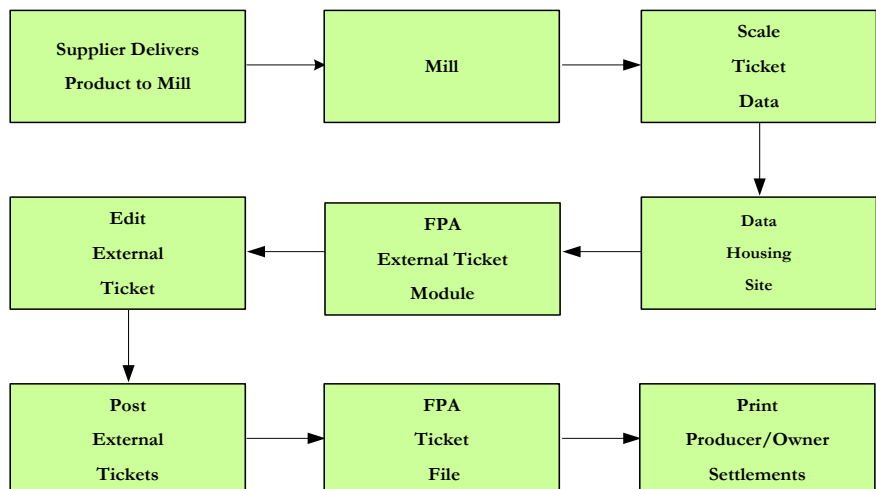 Supplier Delivers
Product to Mill
Mill
Scale
Ticket
Data
Data
Housing
Site
FPA
External Ticket
Module
Edit
External
Ticket
Post
External
Tickets
FPA
Ticket
File
Print
Producer/Owner
Settlements